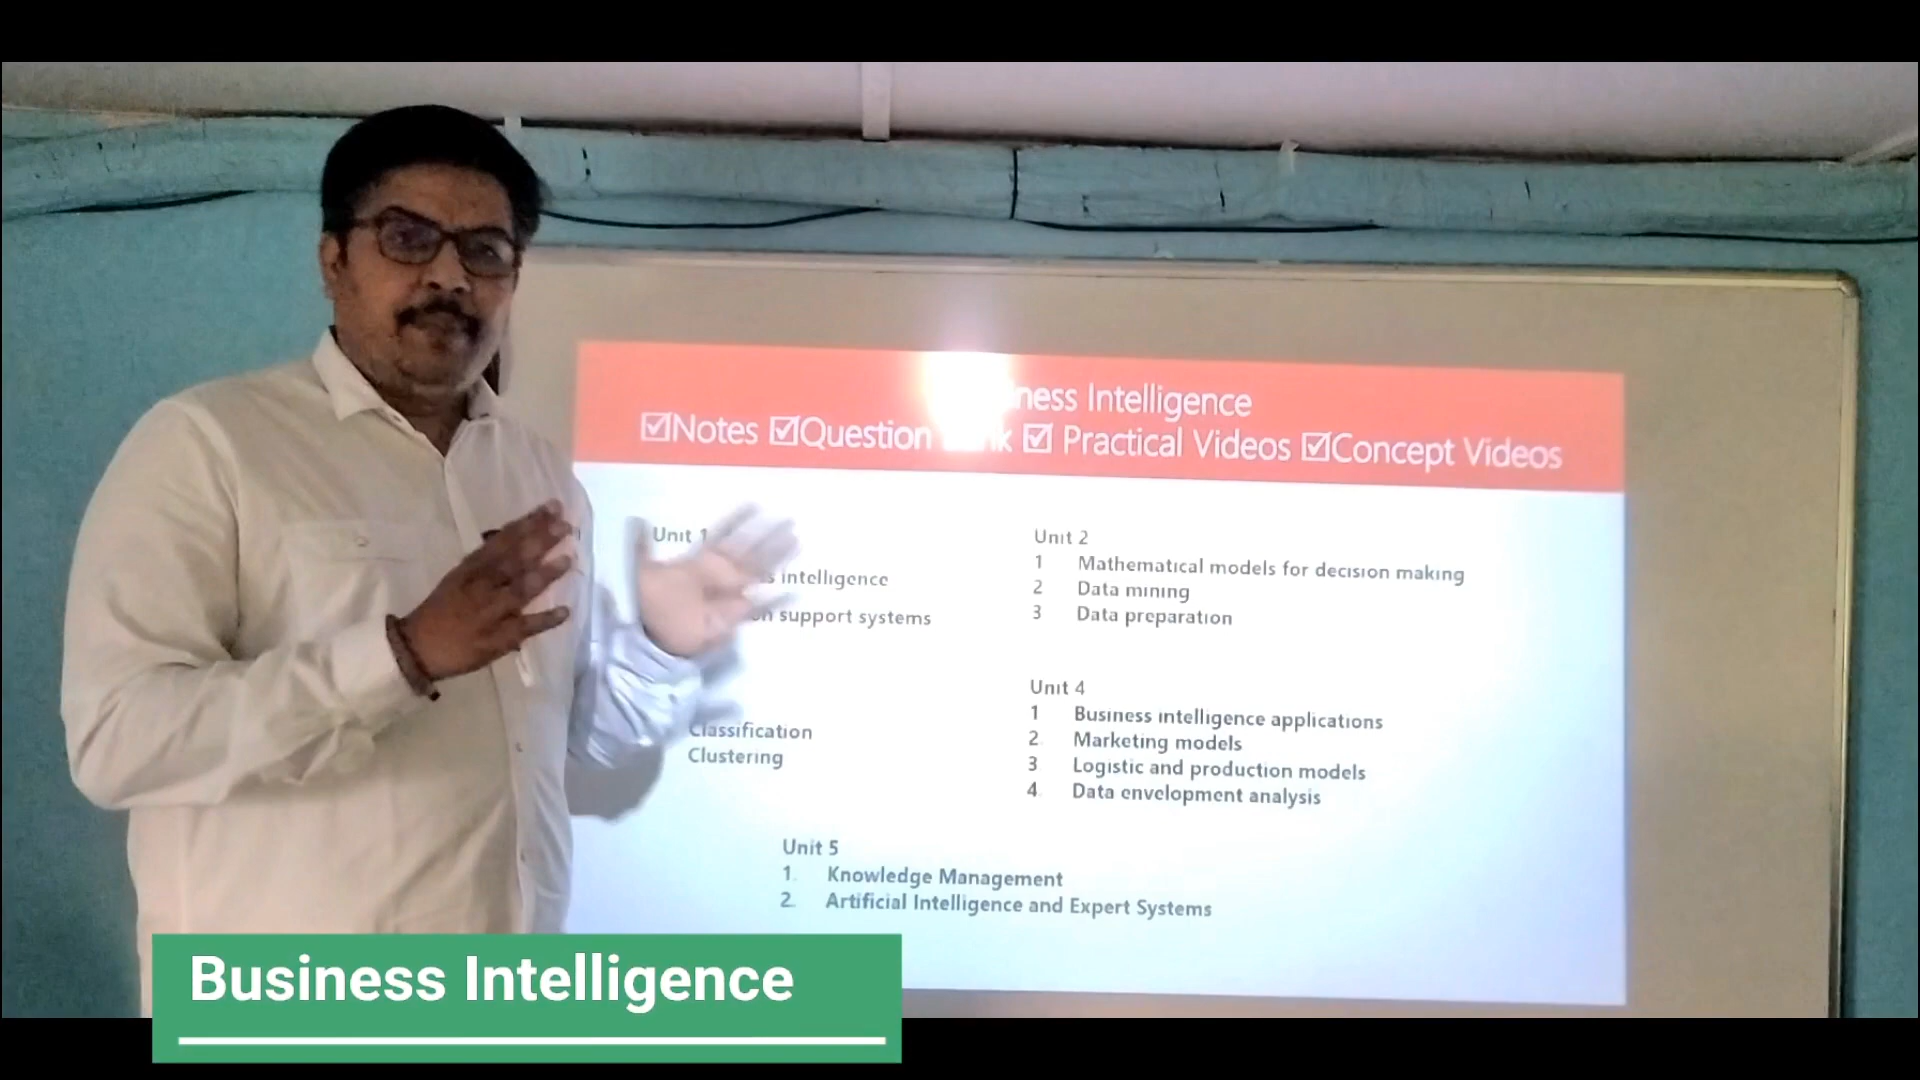 ness Intelligence
☑Notes ☑Question k ☑ Practical Videos ☑Concept Videos
Unit 1
s intelligence
support systems
Unit 2
1 Mathematical models for decision making
2 Data mining
3 Data preparation
Classification
Clustering
Unit 4
1 Business intelligence applications
2. Marketing models
3 Logistic and production models
4. Data envelopment analysis
Unit 5
1. Knowledge Management
2. Artificial Intelligence and Expert Systems
Business Intelligence